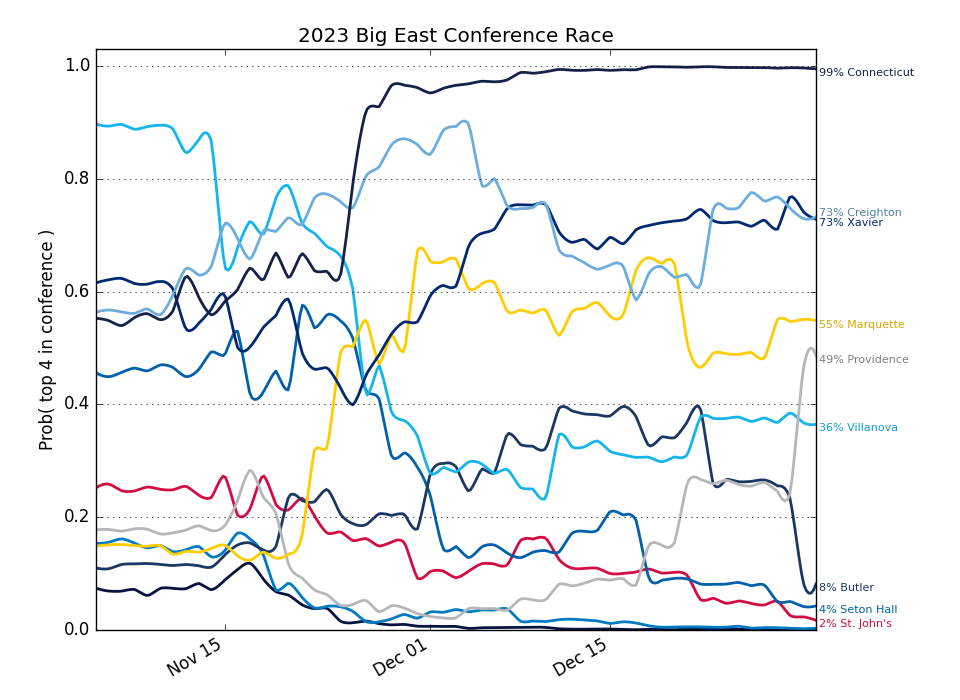 2023 Big East Conference Race
Prob( top 4 in conference )
1.0
0.8
0.6
0.4
0.2
0.0
Nov 15
Dec 01
Dec 15
99% Connecticut
73% Creighton
73% Xavier
55% Marquette
49% Providence
36% Villanova
8% Butler
4% Seton Hall
2% St. John's